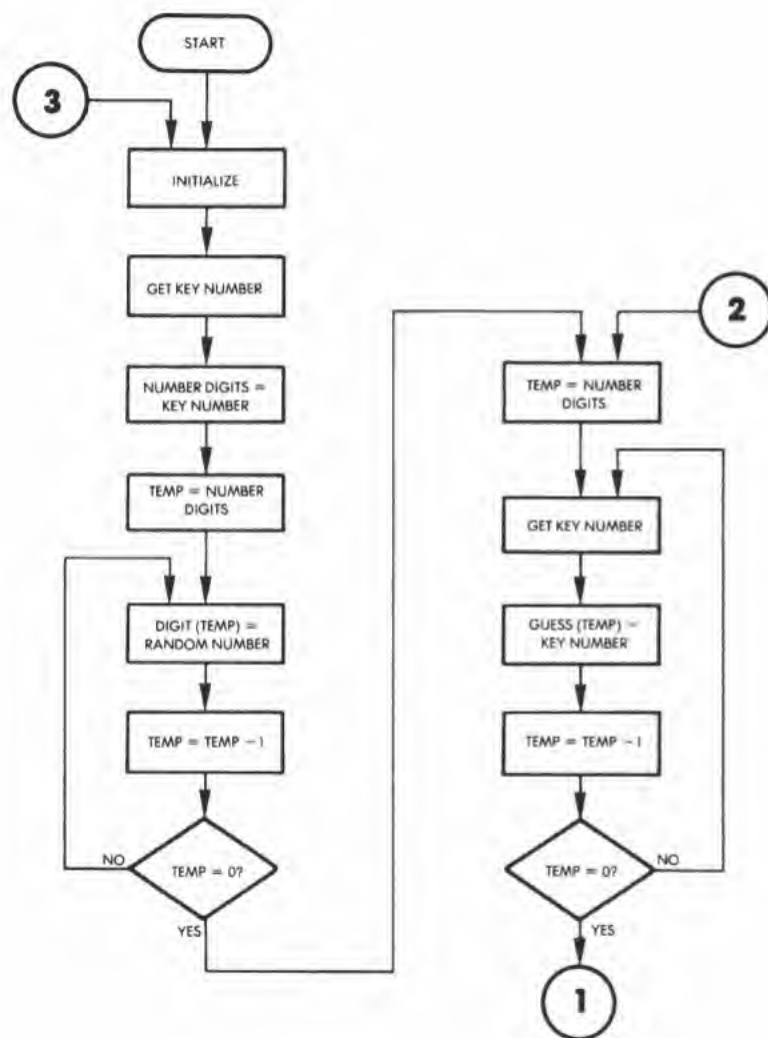 START
3
INITIALIZE
GET KEY NUMBER
NUMBER DIGITS =
KEY NUMBER
TEMP = NUMBER
DIGITS
DIGIT (TEMP) =
RANDOM NUMBER
TEMP = TEMP - 1
TEMP = 0?
NO
YES
2
TEMP = NUMBER
DIGITS
GET KEY NUMBER
GUESS (TEMP) =
KEY NUMBER
TEMP = TEMP - 1
TEMP = 0?
NO
YES
1